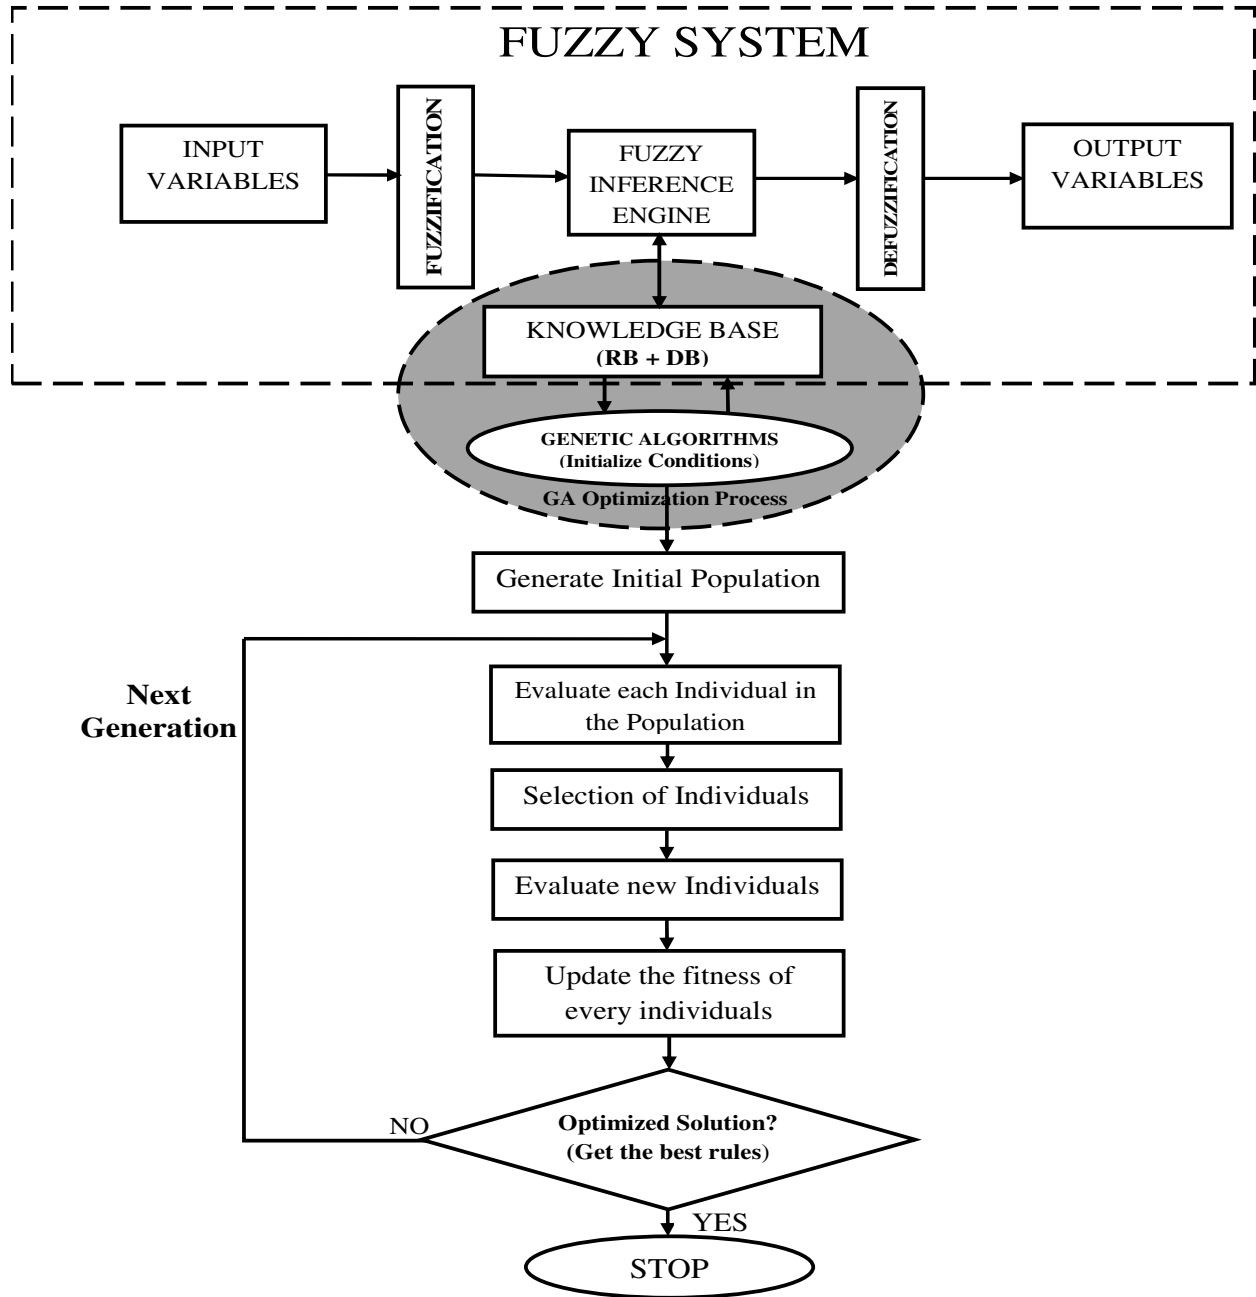 FUZZY SYSTEM
INPUT
VARIABLES
FUZZIFICATION
FUZZY
INFERENCE
ENGINE
DEFUZZIFICATION
OUTPUT
VARIABLES
KNOWLEDGE BASE
(RB + DB)
GENETIC ALGORITHMS
(Initialize Conditions)
GA Optimization Process
Generate Initial Population
Next
Generation
Evaluate each Individual in
the Population
Selection of Individuals
Evaluate new Individuals
Update the fitness of
every individuals
NO
Optimized Solution?
(Get the best rules)
YES
STOP